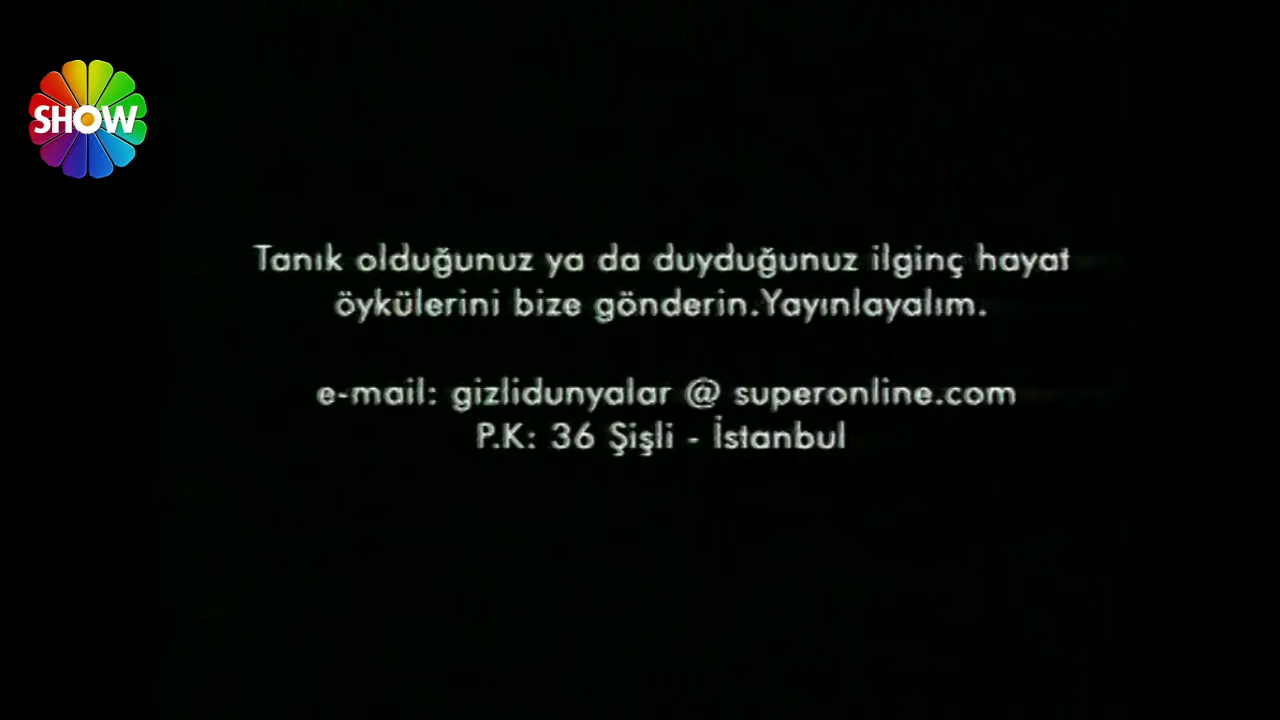 SHOW
Tanık olduğunuz ya da duyduğunuz ilginç hayat
öykülerini bize gönderin.Yayınlayalım.
e-mail: gizlidunyalar @ superonline.com
P.K: 36 Şişli - İstanbul